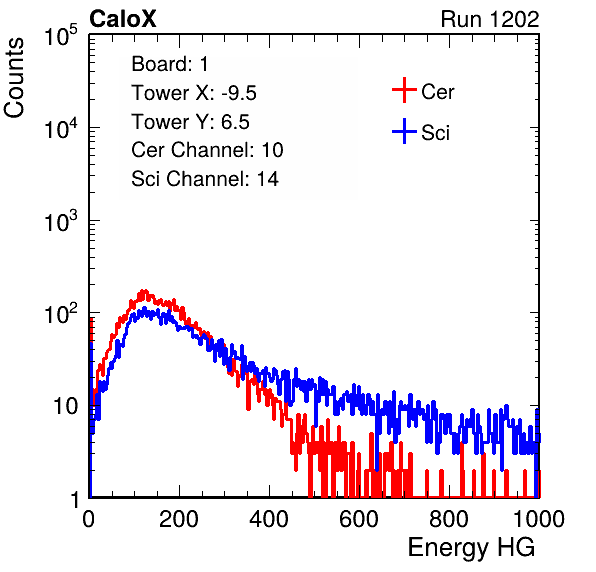 CaloX Run 1202
Counts
Board: 1
Tower X: -9.5
Tower Y: 6.5
Cer Channel: 10
Sci Channel: 14
Cer
Sci
10^5
10^4
10^3
10^2
10
1
0 200 400 600 800 1000
Energy HG